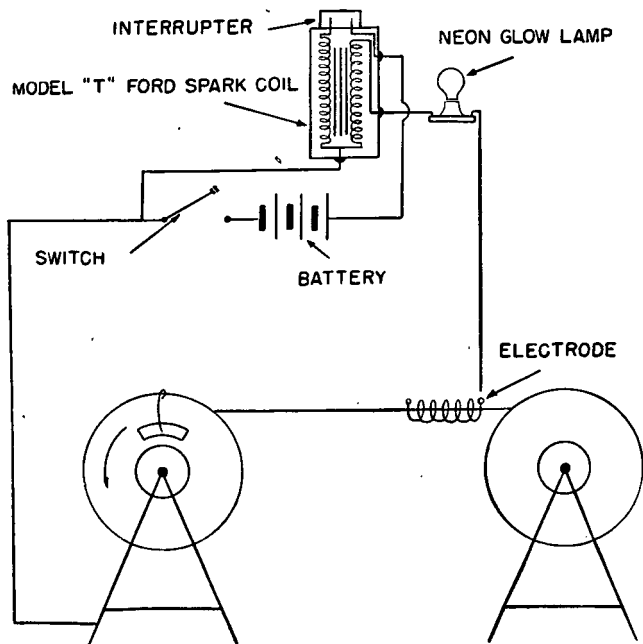 INTERRUPTER
NEON GLOW LAMP
MODEL "T" FORD SPARK COIL
SWITCH
BATTERY
ELECTRODE